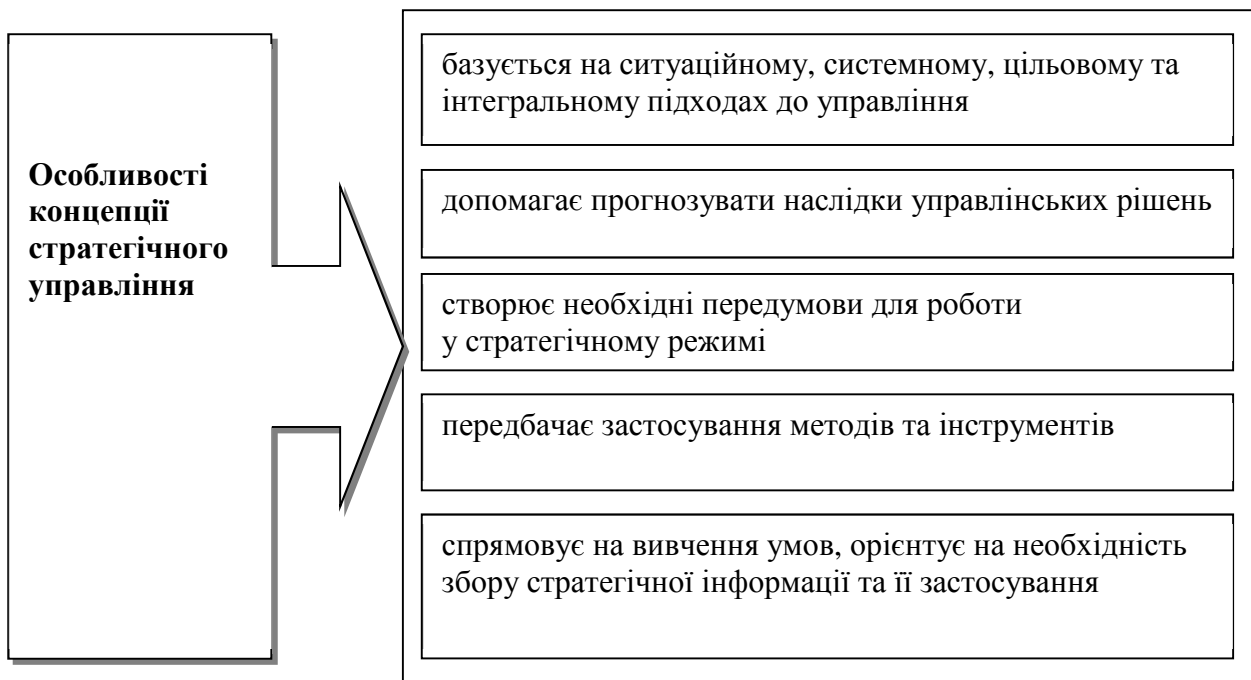 Особливості
концепції
стратегічного
управління
базується на ситуаційному, системному, цільовому та
інтегральному підходах до управління
допомагає прогнозувати наслідки управлінських рішень
створює необхідні передумови для роботи
у стратегічному режимі
передбачає застосування методів та інструментів
спрямовує на вивчення умов, орієнтує на необхідність
збору стратегічної інформації та її застосування